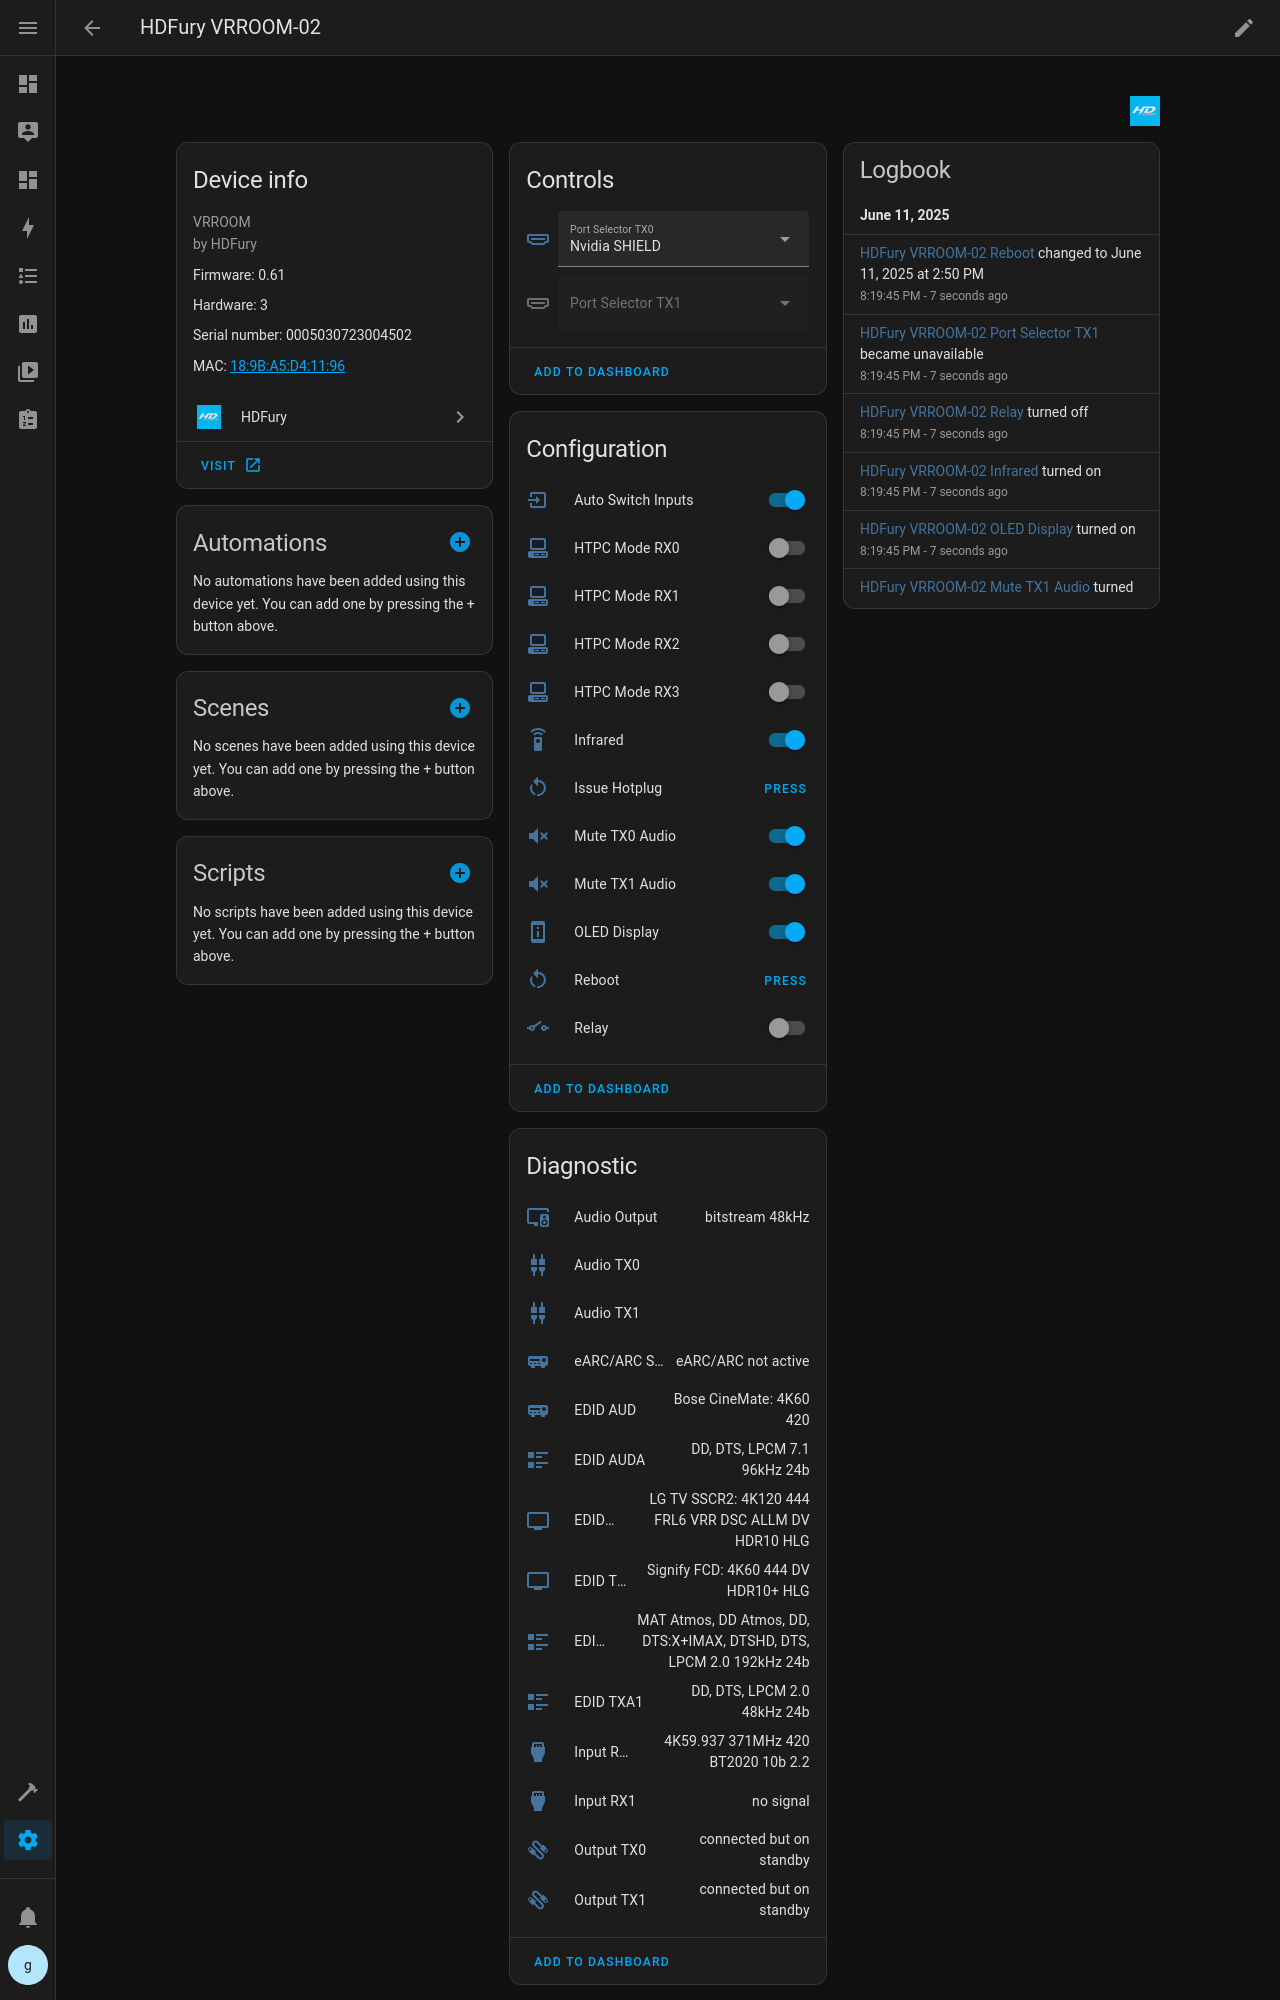 HDFury VRROOM-02
HD
Device info
VRROOM
by HDFury
Firmware: 0.61
Hardware: 3
Serial number: 0005030723004502
MAC: 18:9B:A5:D4:11:96
HD
HDFury
VISIT
Automations
No automations have been added using this
device yet. You can add one by pressing the +
button above.
Scenes
No scenes have been added using this device
yet. You can add one by pressing the + button
above.
Scripts
No scripts have been added using this device
yet. You can add one by pressing the + button
above.
Controls
Port Selector TX0
Nvidia SHIELD
Port Selector TX1
ADD TO DASHBOARD
Configuration
Auto Switch Inputs
HTPC Mode RX0
HTPC Mode RX1
HTPC Mode RX2
HTPC Mode RX3
Infrared
Issue Hotplug PRESS
Mute TX0 Audio
Mute TX1 Audio
OLED Display
Reboot PRESS
Relay
ADD TO DASHBOARD
Diagnostic
Audio Output bitstream 48kHz
Audio TX0
Audio TX1
eARC/ARC S... eARC/ARC not active
EDID AUD Bose CineMate: 4K60
420
EDID AUDA DD, DTS, LPCM 7.1
96kHz 24b
EDID... LG TV SSCR2: 4K120 444
FRL6 VRR DSC ALLM DV
HDR10 HLG
EDID T... Signify FCD: 4K60 444 DV
HDR10+ HLG
EDI... MAT Atmos, DD Atmos, DD,
DTS:X+IMAX, DTSHD, DTS,
LPCM 2.0 192kHz 24b
EDID TXA1 DD, DTS, LPCM 2.0
48kHz 24b
Input R... 4K59.937 371MHz 420
BT2020 10b 2.2
Input RX1 no signal
Output TX0 connected but on
standby
Output TX1 connected but on
standby
ADD TO DASHBOARD
Logbook
June 11, 2025
HDFury VRROOM-02 Reboot changed to June
11, 2025 at 2:50 PM
8:19:45 PM - 7 seconds ago
HDFury VRROOM-02 Port Selector TX1
became unavailable
8:19:45 PM - 7 seconds ago
HDFury VRROOM-02 Relay turned off
8:19:45 PM - 7 seconds ago
HDFury VRROOM-02 Infrared turned on
8:19:45 PM - 7 seconds ago
HDFury VRROOM-02 OLED Display turned on
8:19:45 PM - 7 seconds ago
HDFury VRROOM-02 Mute TX1 Audio turned
g